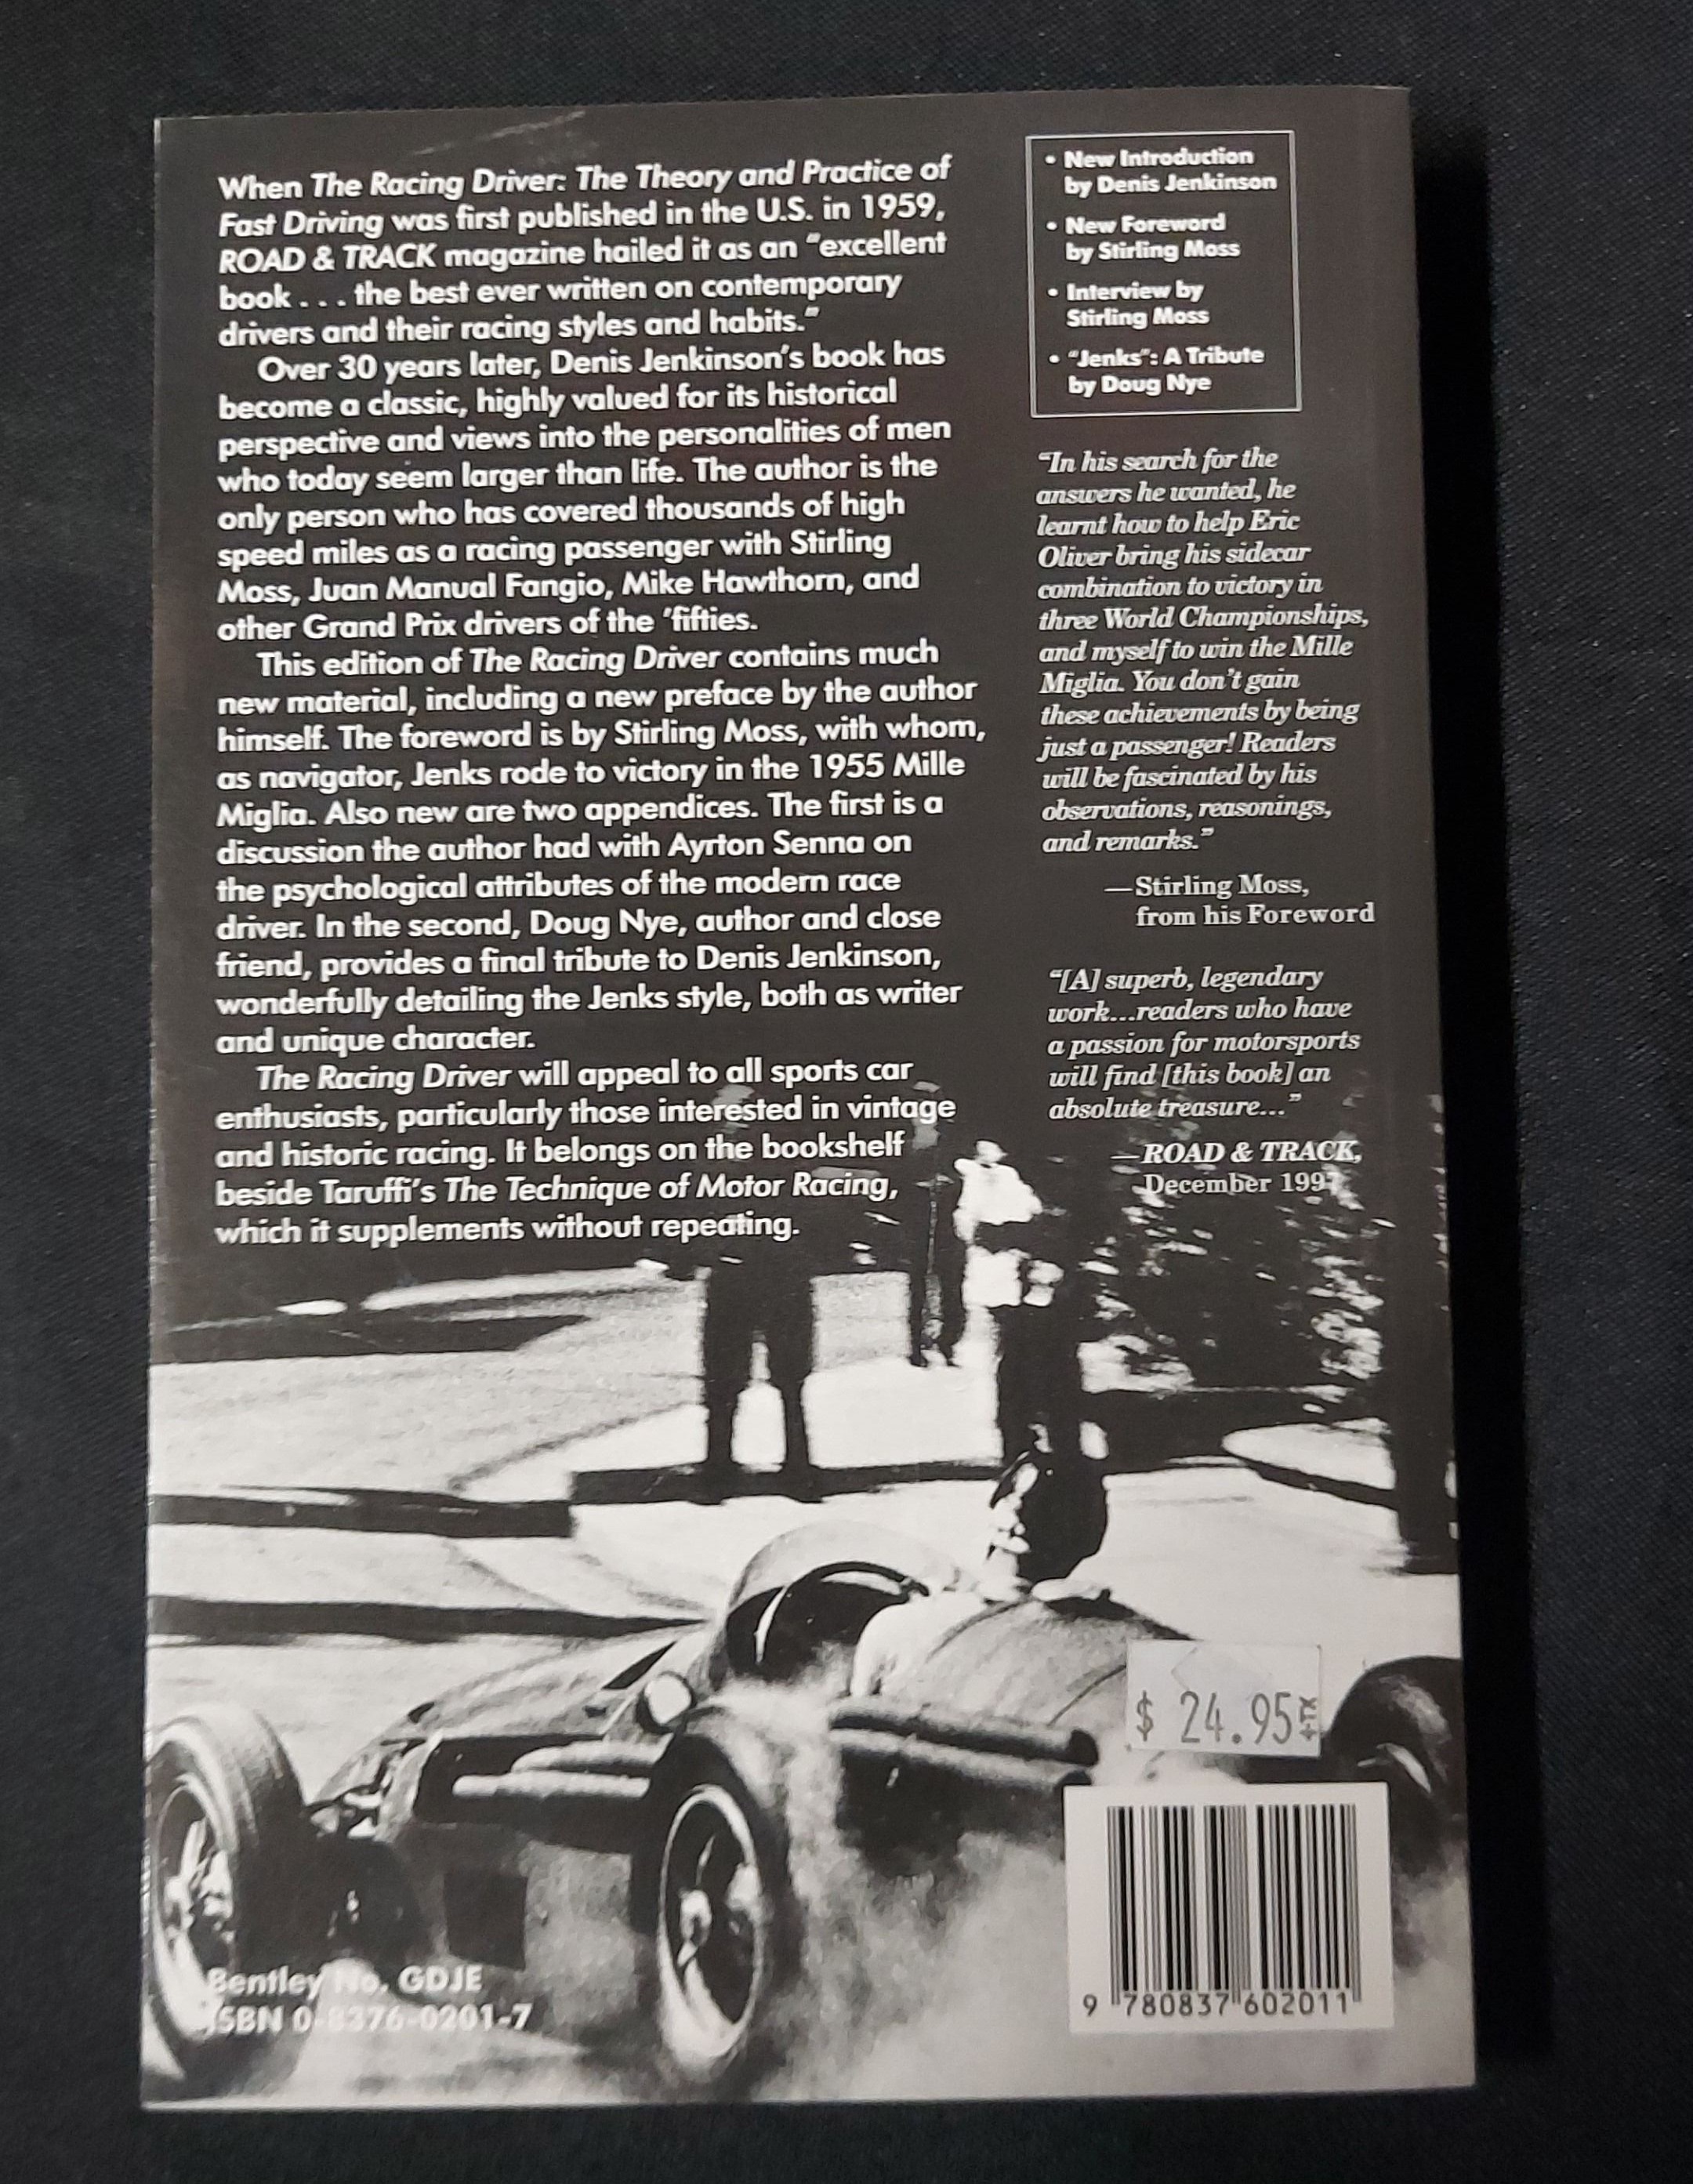 When The Racing Driver: The Theory and Practice of
Fast Driving was first published in the U.S. in 1959,
ROAD & TRACK magazine hailed it as an “excellent
book . . . the best ever written on contemporary
drivers and their racing styles and habits.”
Over 30 years later, Denis Jenkinson’s book has
become a classic, highly valued for its historical
perspective and views into the personalities of men
who today seem larger than life. The author is the
only person who has covered thousands of high
speed miles as a racing passenger with Stirling
Moss, Juan Manual Fangio, Mike Hawthorn, and
other Grand Prix drivers of the ’fifties.
This edition of The Racing Driver contains much
new material, including a new preface by the author
himself. The foreword is by Stirling Moss, with whom,
as navigator, Jenks rode to victory in the 1955 Mille
Miglia. Also new are two appendices. The first is a
discussion the author had with Ayrton Senna on
the psychological attributes of the modern race
driver. In the second, Doug Nye, author and close
friend, provides a final tribute to Denis Jenkinson,
wonderfully detailing the Jenks style, both as writer
and unique character.
The Racing Driver will appeal to all sports car
enthusiasts, particularly those interested in vintage
and historic racing. It belongs on the bookshelf
beside Taruffi’s The Technique of Motor Racing,
which it supplements without repeating.
• New Introduction
by Denis Jenkinson
• New Foreword
by Stirling Moss
• Interview by
Stirling Moss
• “Jenks”: A Tribute
by Doug Nye
“In his search for the
answers he wanted, he
learnt how to help Eric
Oliver bring his sidecar
combination to victory in
three World Championships,
and myself to win the Mille
Miglia. You don’t gain
these achievements by being
just a passenger! Readers
will be fascinated by his
observations, reasonings,
and remarks.”
—Stirling Moss,
from his Foreword
“[A] superb, legendary
work...readers who have
a passion for motorsports
will find [this book] an
absolute treasure...”
—ROAD & TRACK,
December 1997
$ 24.95
9 780837 602011
Bentley No. GDJE
ISBN 0-8376-0201-7